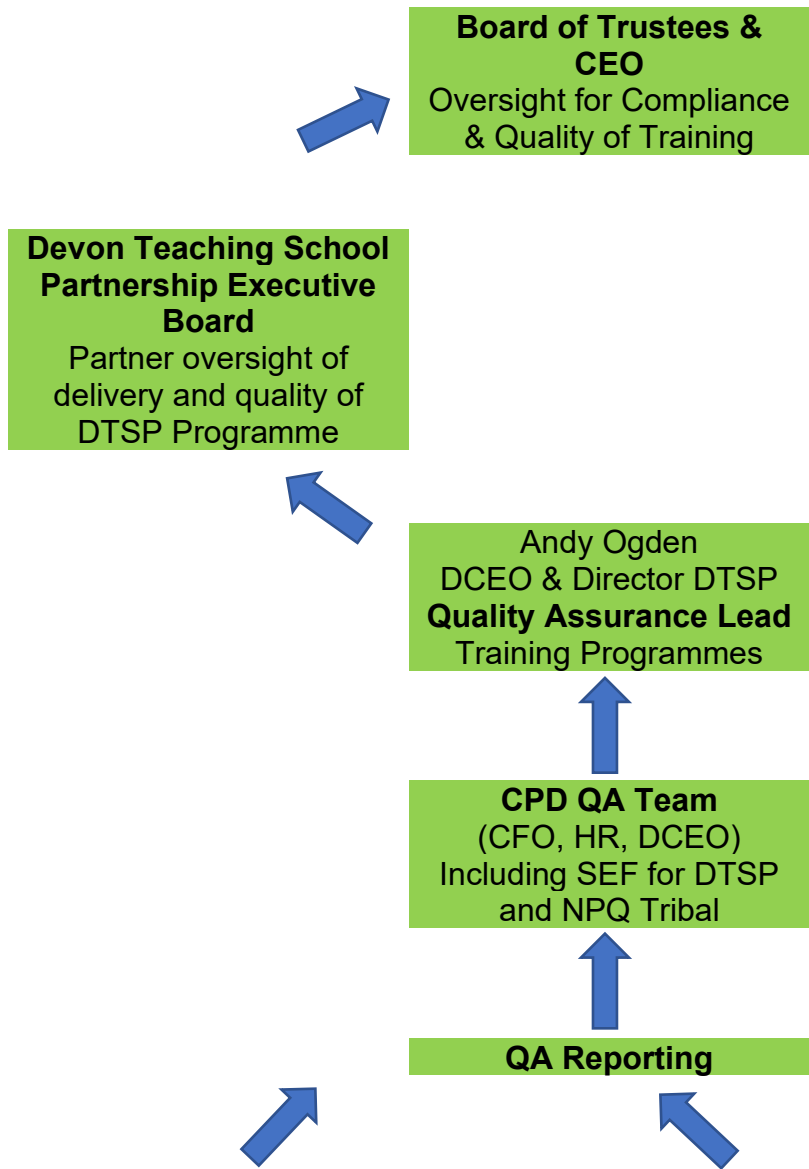 Board of Trustees &
CEO
Oversight for Compliance
& Quality of Training
Devon Teaching School
Partnership Executive
Board
Partner oversight of
delivery and quality of
DTSP Programme
Andy Ogden
DCEO & Director DTSP
Quality Assurance Lead
Training Programmes
CPD QA Team
(CFO, HR, DCEO)
Including SEF for DTSP
and NPQ Tribal
QA Reporting